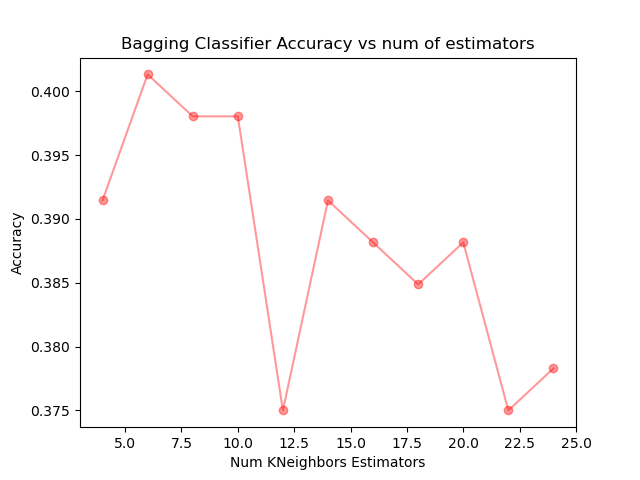 Bagging Classifier Accuracy vs num of estimators
0.400
0.395
0.390
0.385
0.380
0.375
Accuracy
5.0 7.5 10.0 12.5 15.0 17.5 20.0 22.5 25.0
Num KNeighbors Estimators